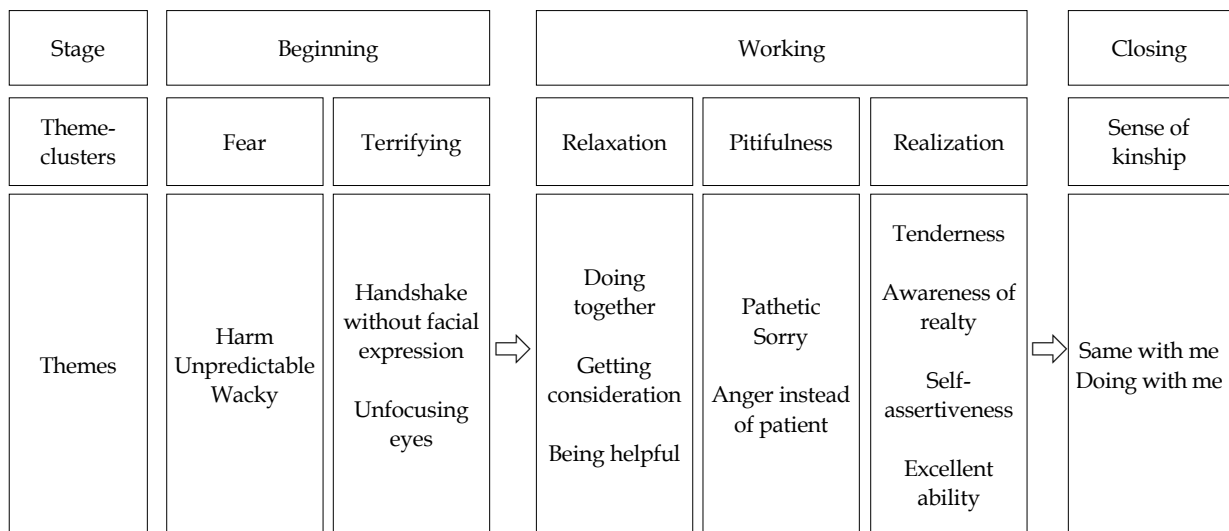 Stage
Beginning
Working
Closing
Theme-
clusters
Fear
Terrifying
Relaxation
Pitifulness
Realization
Sense of
kinship
Themes
Harm
Unpredictable
Wacky
Handshake
without facial
expression
Unfocusing
eyes
Doing
together
Getting
consideration
Being helpful
Pathetic
Sorry
Anger instead
of patient
Tenderness
Awareness of
realty
Self-
assertiveness
Excellent
ability
Same with me
Doing with me